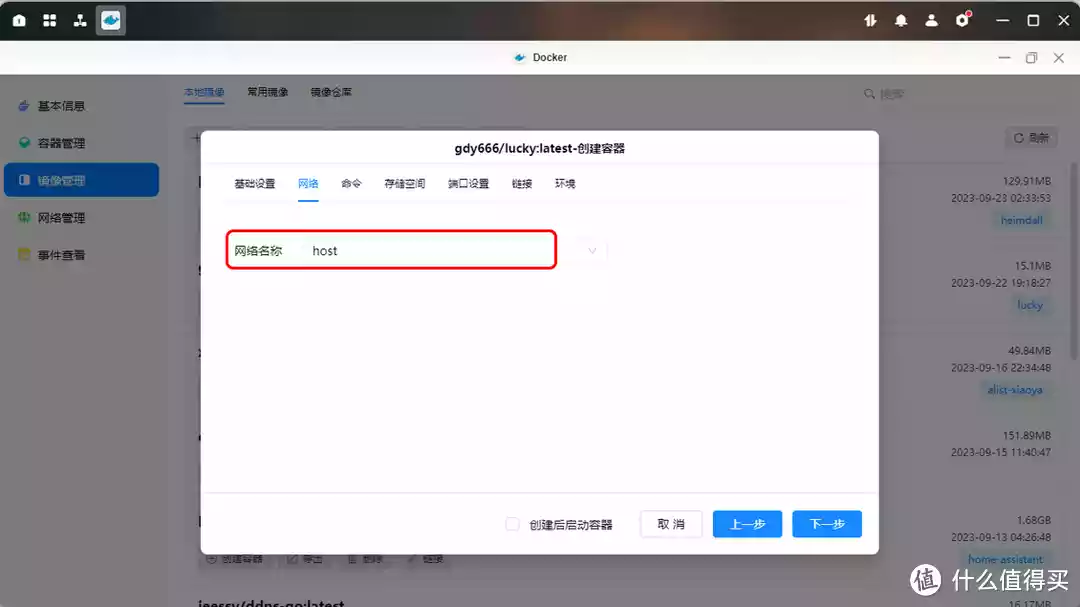 Docker
基本信息
容器管理
镜像管理
网络管理
事件查看
本地镜像 常用镜像 镜像仓库
搜索
刷新
gdy666/lucky:latest-创建容器
基础设置 网络 命令 存储空间 端口设置 链接 环境
网络名称 host
创建后启动容器 取消 上一步 下一步
129.91MB
2023-09-23 02:33:53
heimdall
15.1MB
2023-09-22 19:18:27
lucky
49.84MB
2023-09-16 22:34:48
alist-xiaoya
151.89MB
2023-09-15 11:40:47
1.68GB
2023-09-13 04:26:48
home-assistant
创建容器 导出 删除 链接
jeessy/ddns-go:latest
16.17MB
值 什么值得买